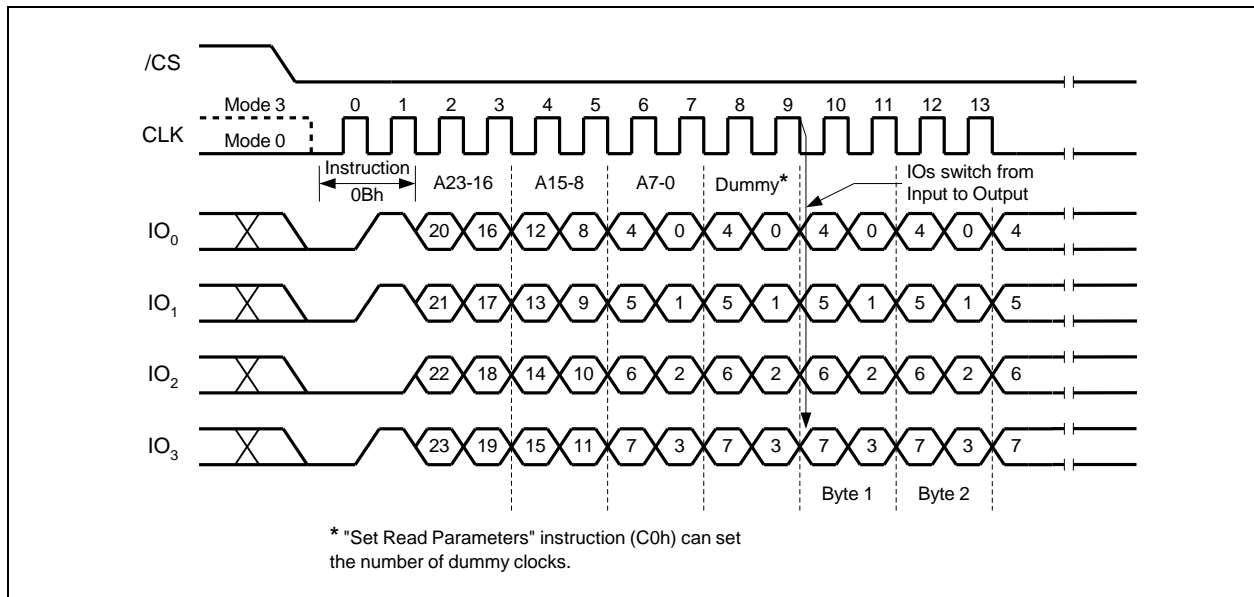 /CS
Mode 3 0 1 2 3 4 5 6 7 8 9 10 11 12 13
CLK
Mode 0
Instruction
0Bh
A23-16 A15-8 A7-0 Dummy*
IOs switch from
Input to Output
IO0 20 16 12 8 4 0 4 0 4 0 4 0 4
IO1 21 17 13 9 5 1 5 1 5 1 5 1 5
IO2 22 18 14 10 6 2 6 2 6 2 6 2 6
IO3 23 19 15 11 7 3 7 3 7 3 7 3 7
Byte 1 Byte 2
* "Set Read Parameters" instruction (C0h) can set
the number of dummy clocks.